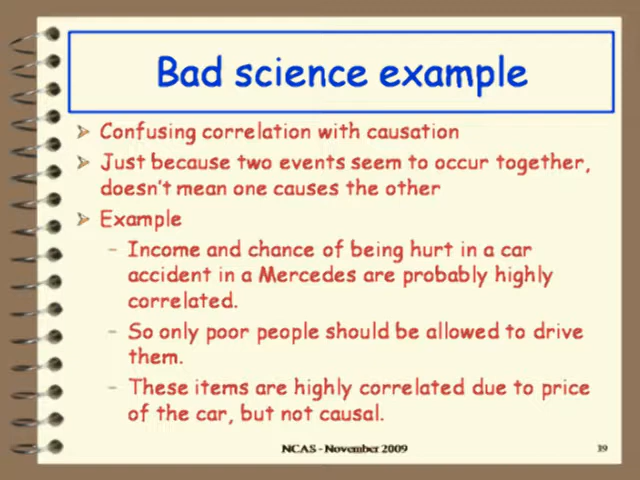 Bad science example
Confusing correlation with causation
Just because two events seem to occur together,
doesn't mean one causes the other
Example
- Income and chance of being hurt in a car
accident in a Mercedes are probably highly
correlated.
- So only poor people should be allowed to drive
them.
- These items are highly correlated due to price
of the car, but not causal.
NCAS - November 2009
39